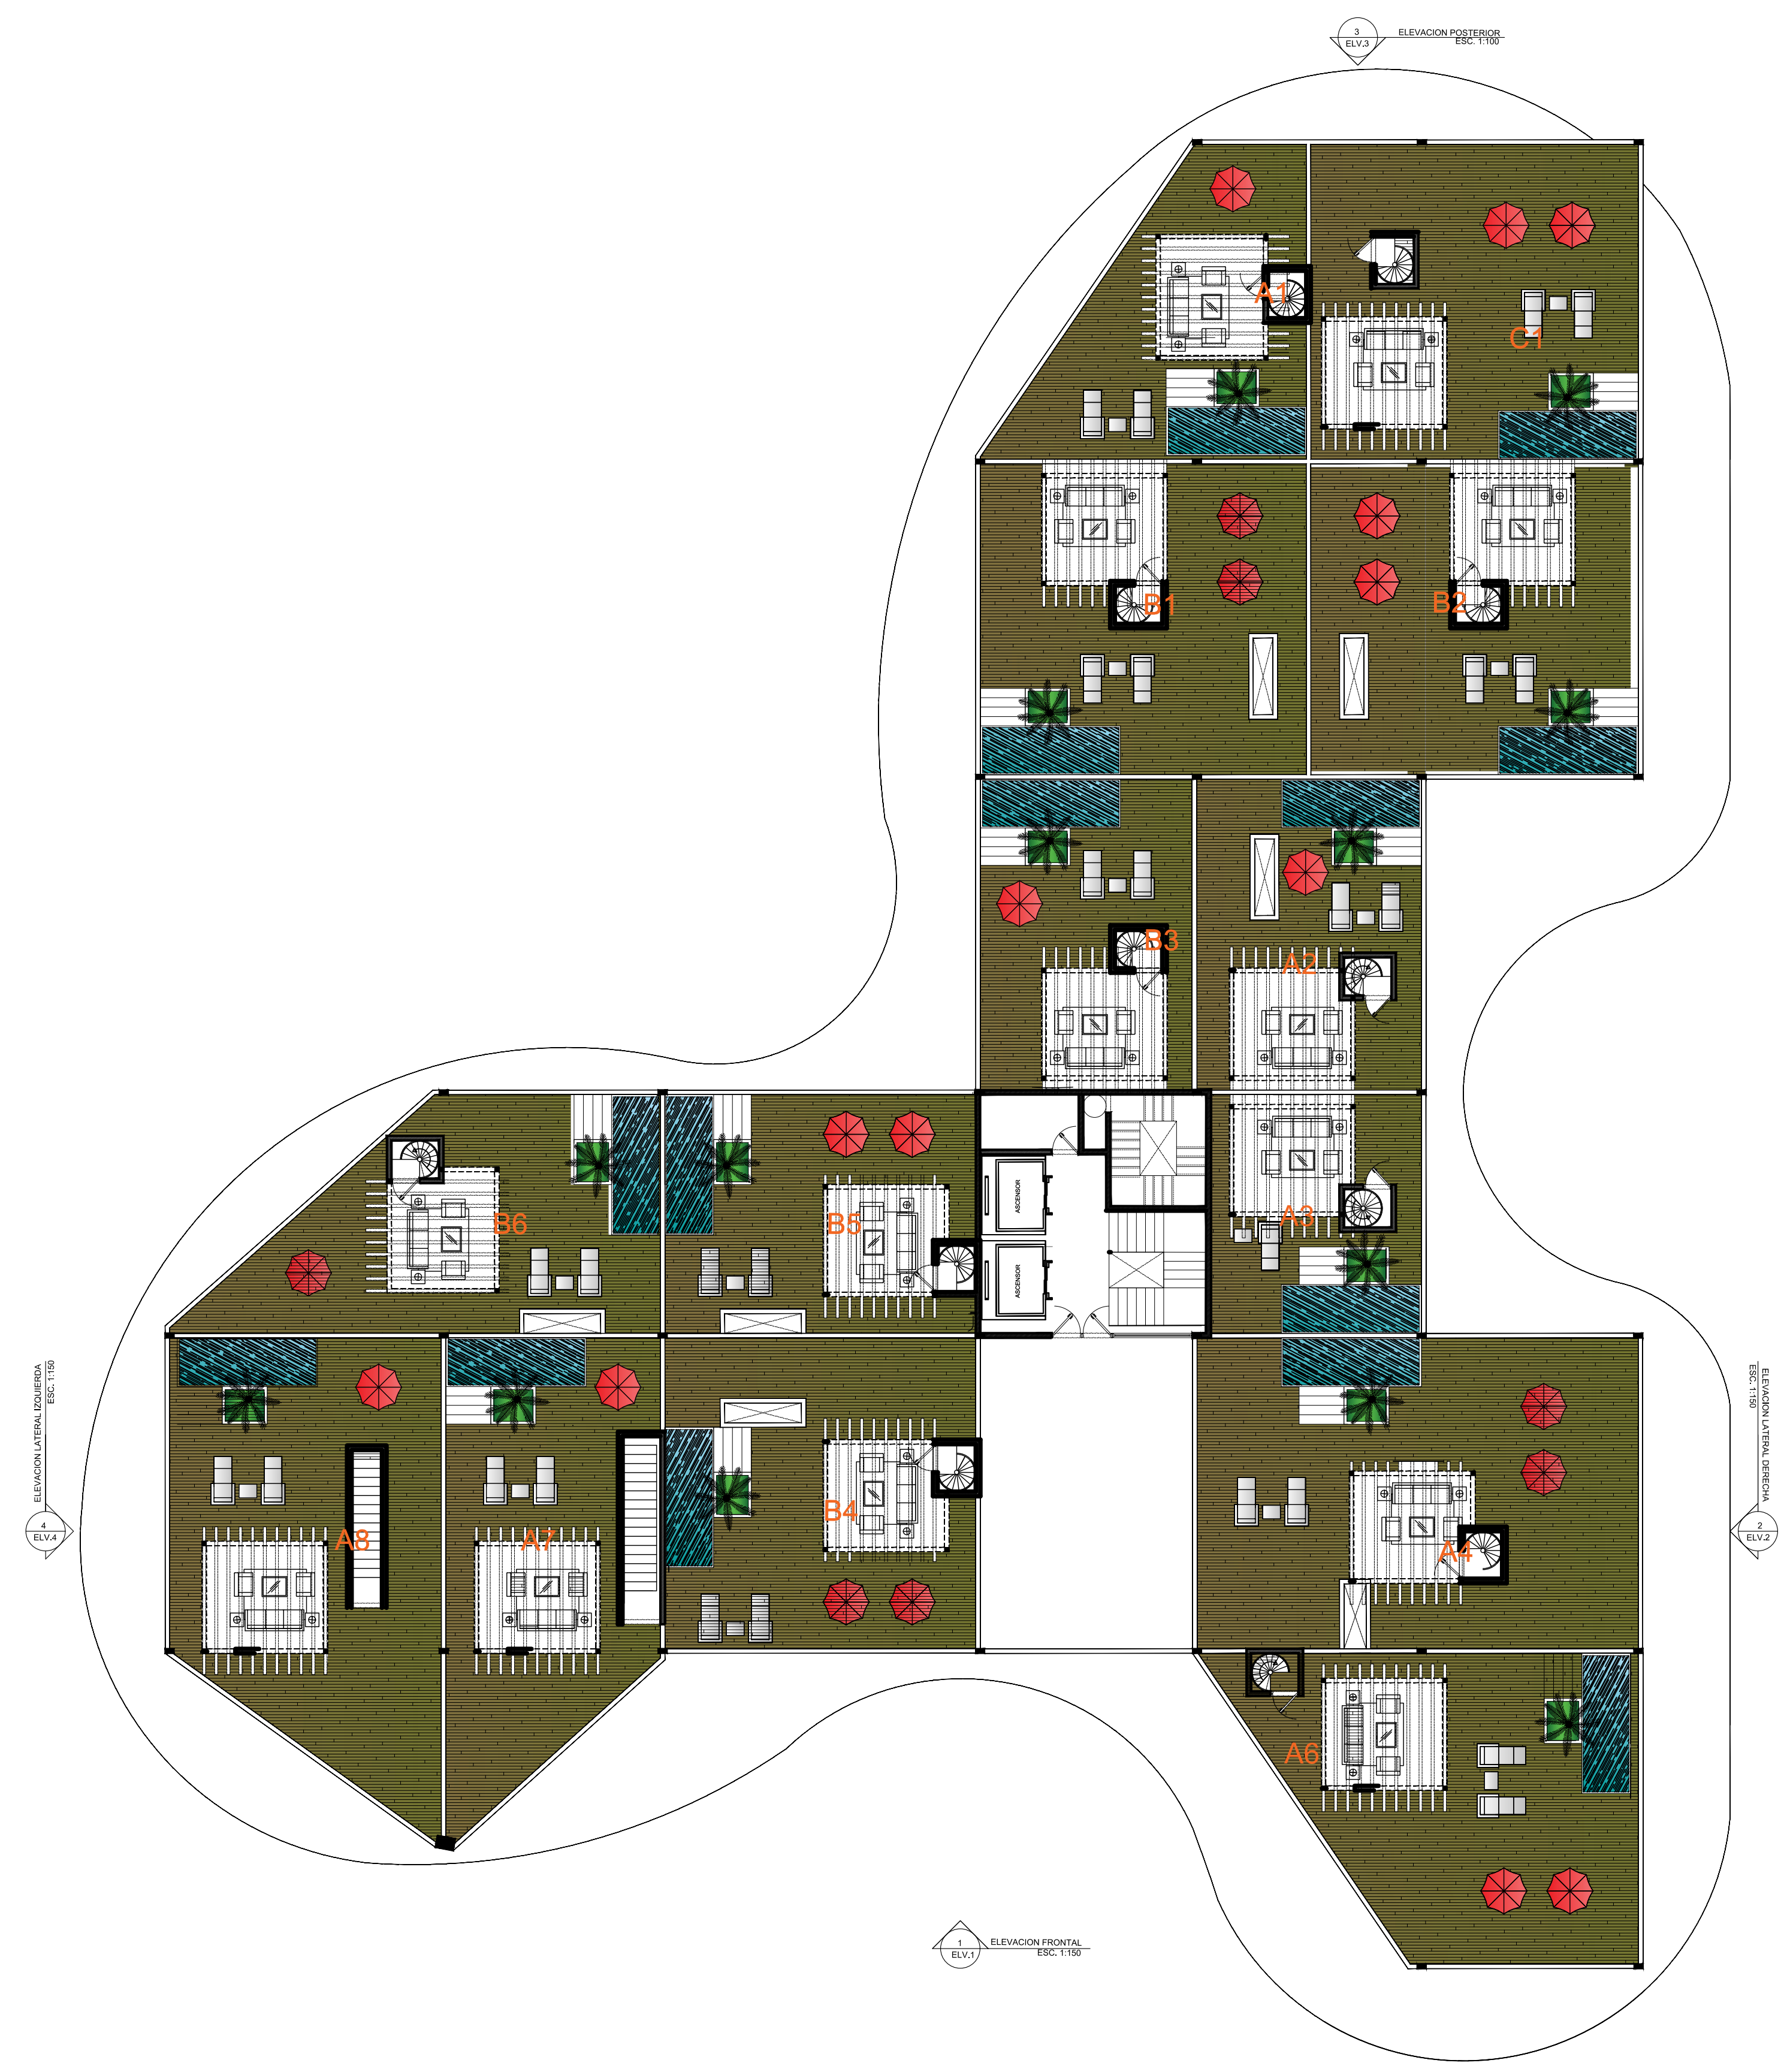 3
ELV.3
ELEVACION POSTERIOR
ESC. 1:100
A1
C1
B1
B2
B3
A2
B6
B5
ASCENSOR
A3
ASCENSOR
ELEVACION LATERAL IZQUIERDA
ESC. 1:150
4
ELV.4
ELEVACION LATERAL DERECHA
ESC. 1:150
2
ELV.2
A8
A7
B4
A4
A6
1
ELV.1
ELEVACION FRONTAL
ESC. 1:150